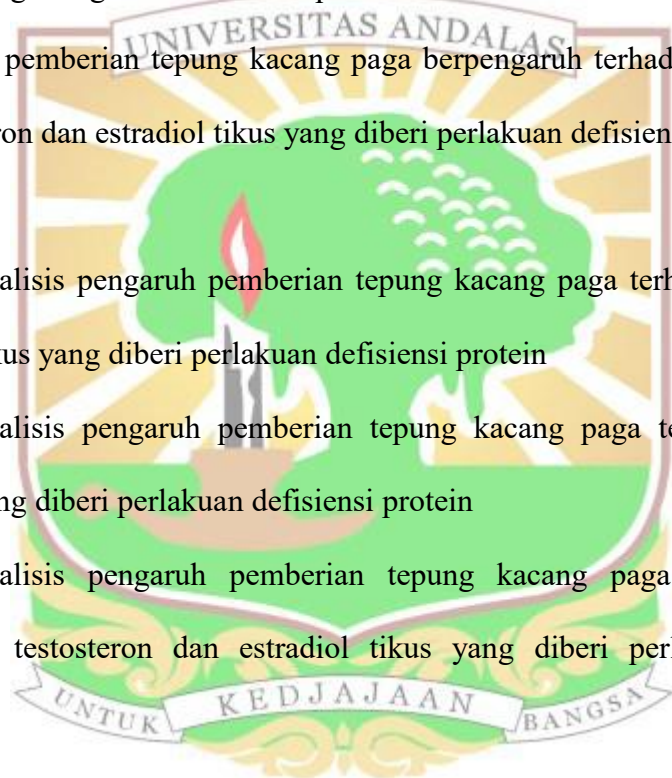 UNIVERSITAS ANDALAS
pemberian tepung kacang paga berpengaruh terhad
ron dan estradiol tikus yang diberi perlakuan defisien
alisis pengaruh pemberian tepung kacang paga terh
kus yang diberi perlakuan defisiensi protein
alisis pengaruh pemberian tepung kacang paga te
ng diberi perlakuan defisiensi protein
alisis pengaruh pemberian tepung kacang paga
testosteron dan estradiol tikus yang diberi per
UNTUK KEDJAJAAN BANGSA